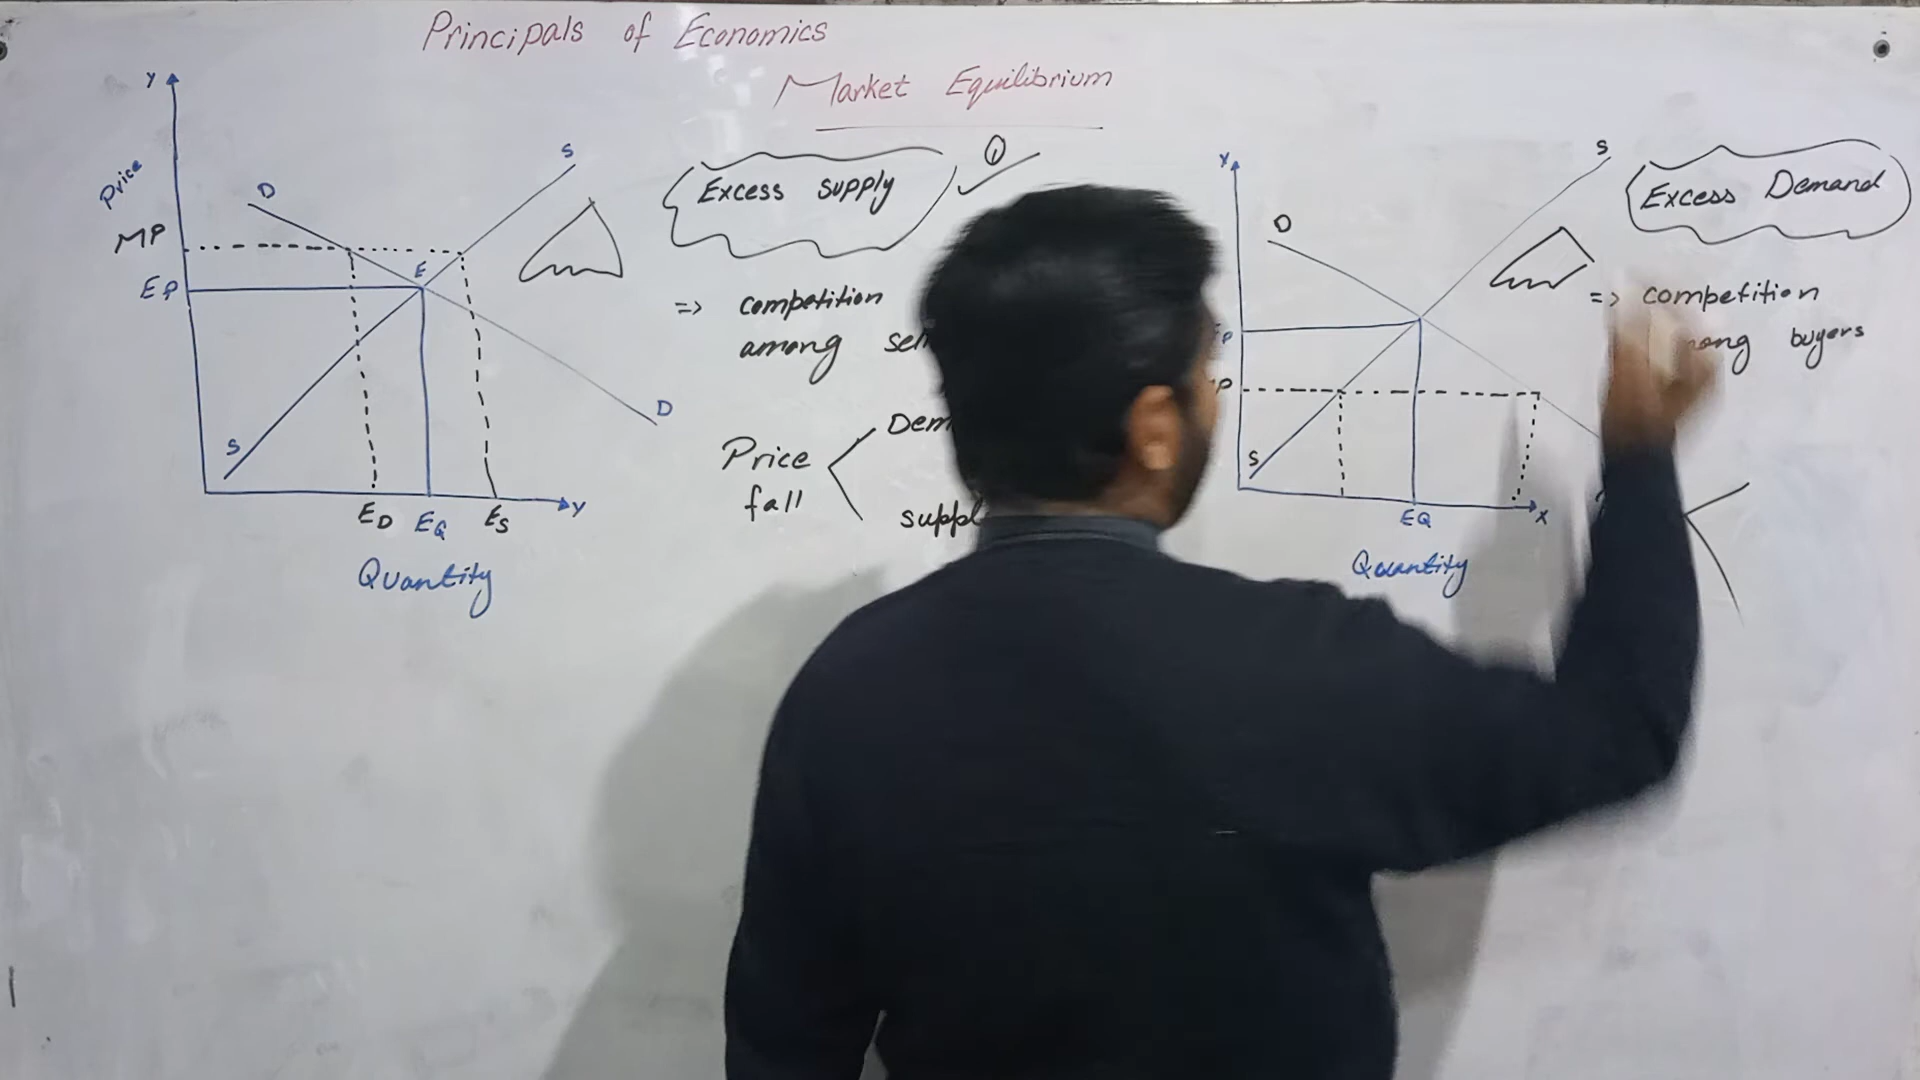 Principals of Economics
Market Equilibrium
Y
Price
MP
EP
D
S
E
S
D
ED EQ ES
Y
Quantity
Excess supply
=> competition
among
Price
fall
Y
D
S
S
EQ
X
Quantity
Excess Demand
=> competition
buyers